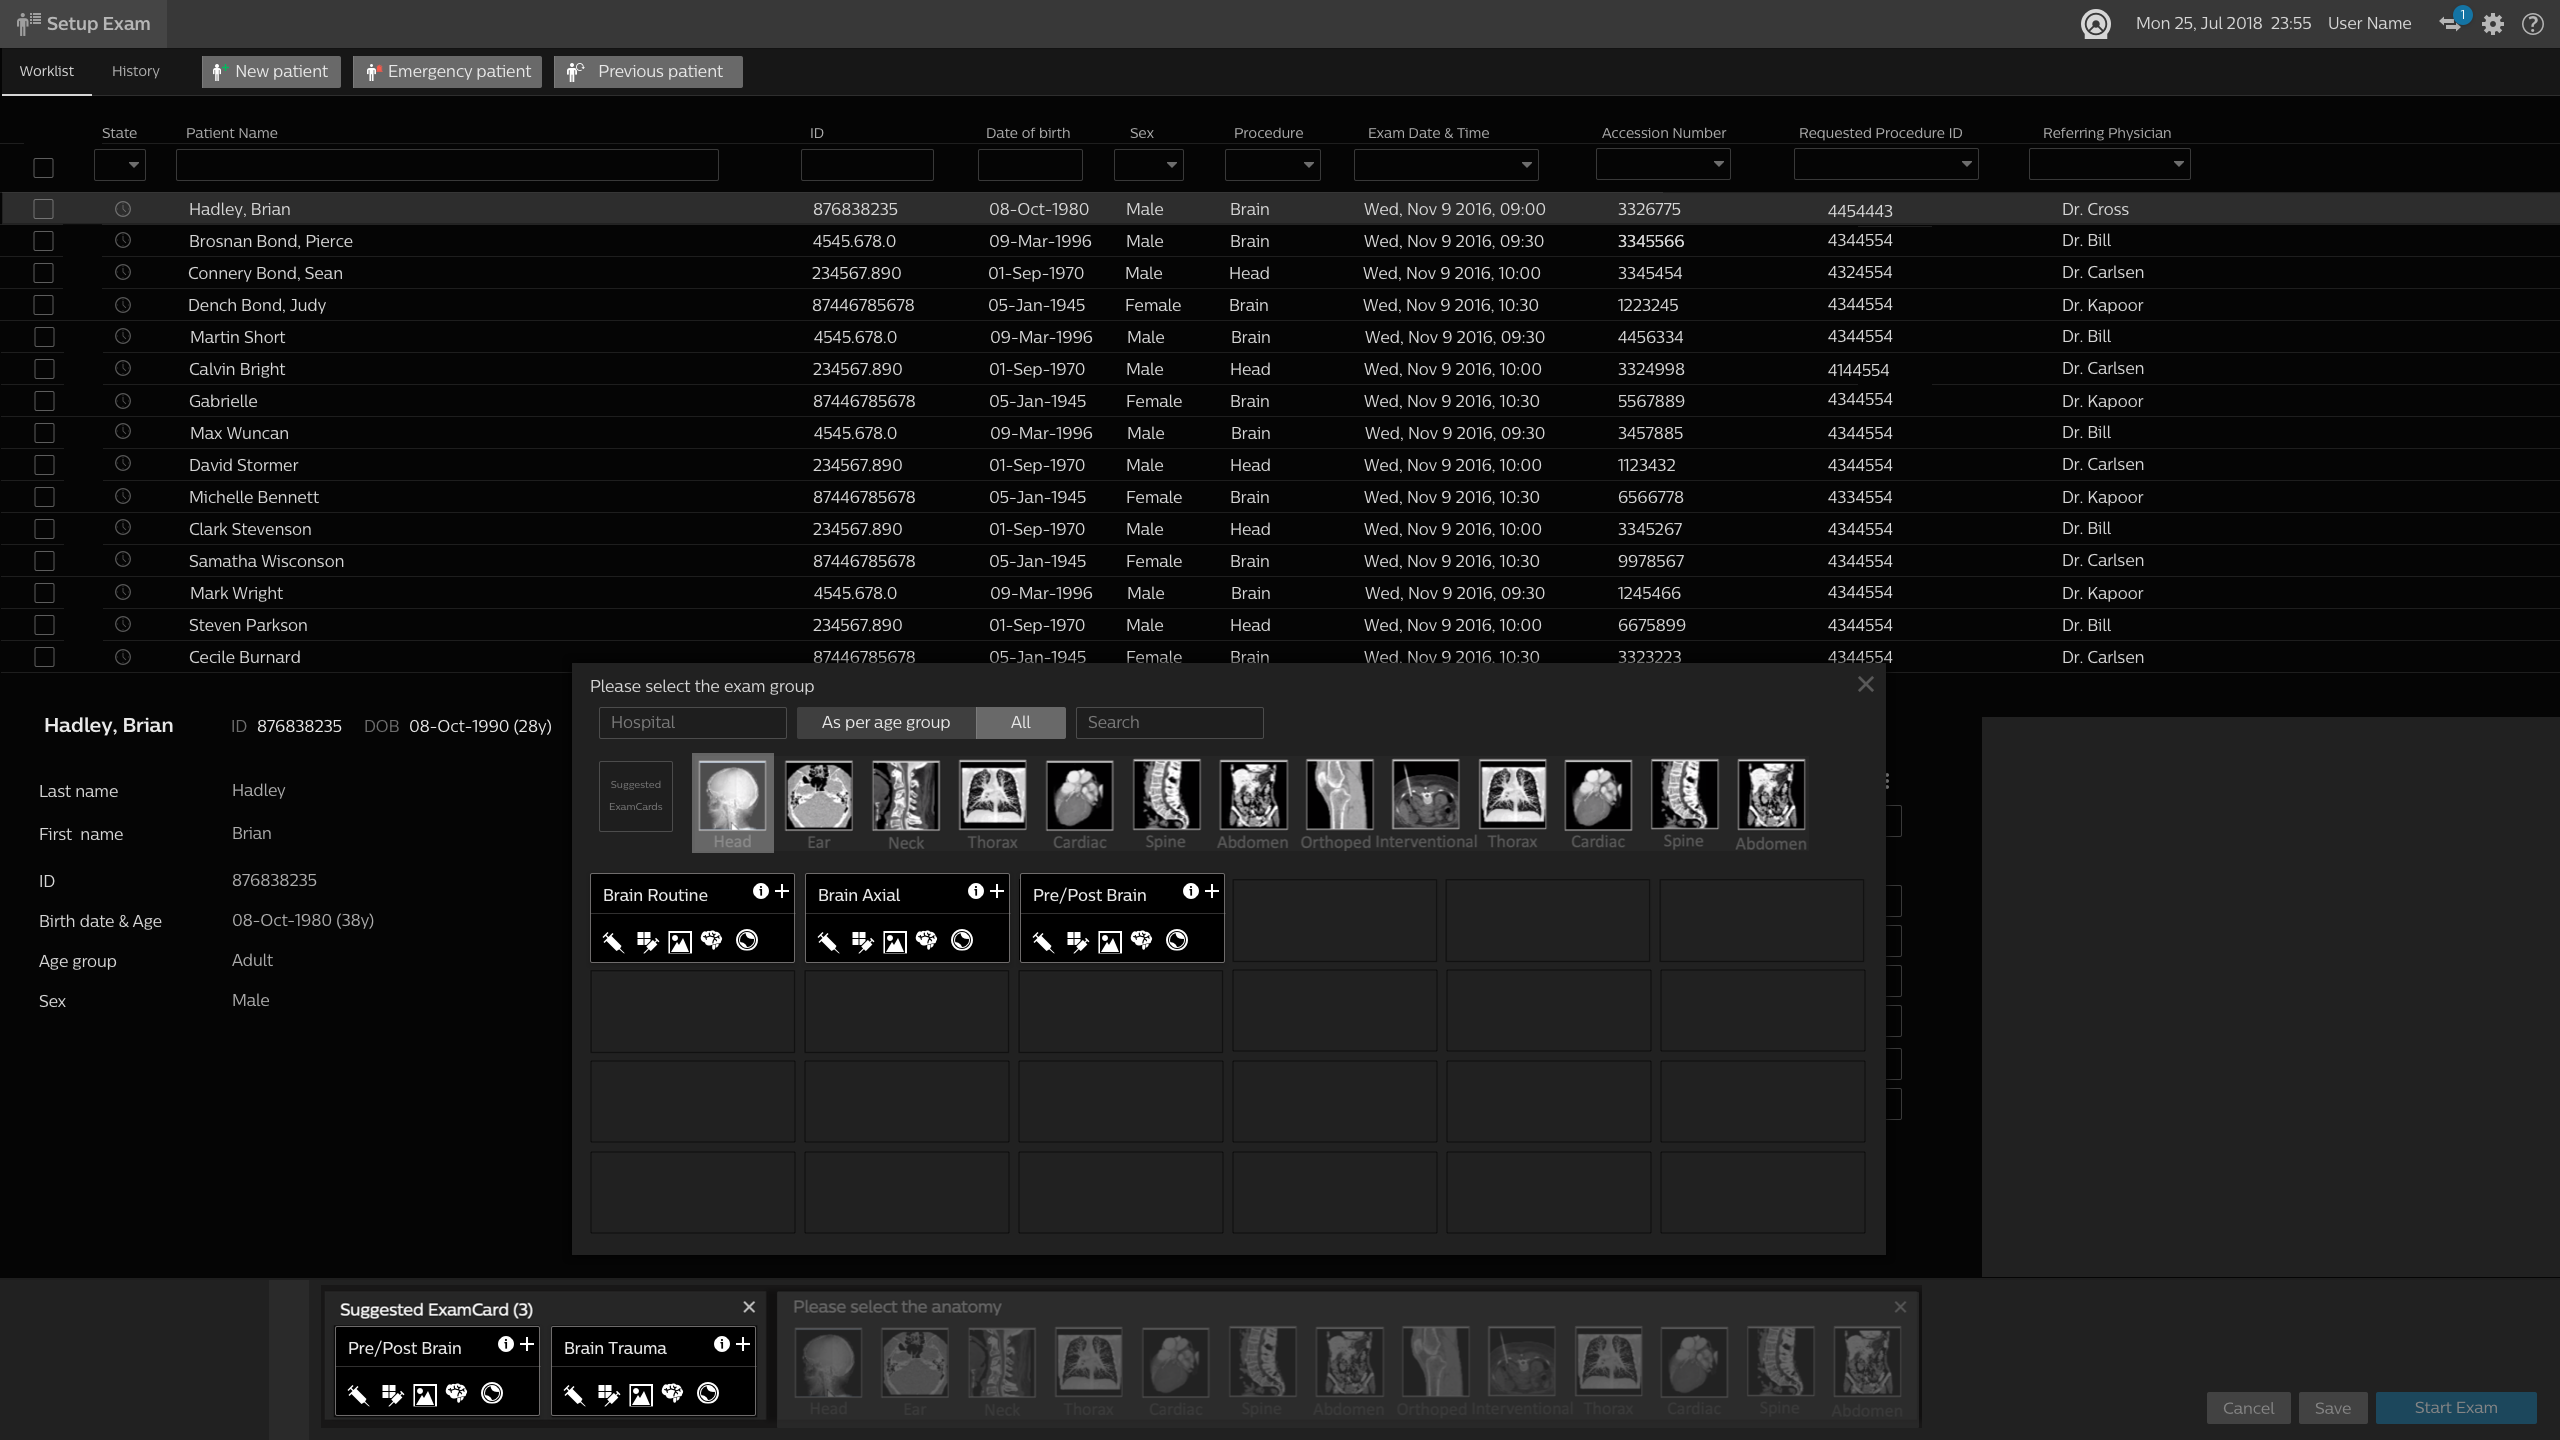 Setup Exam
Mon 25, Jul 2018 23:55 User Name 1
Worklist History New patient Emergency patient Previous patient
State Patient Name ID Date of birth Sex Procedure Exam Date & Time Accession Number Requested Procedure ID Referring Physician
Hadley, Brian 876838235 08-Oct-1980 Male Brain Wed, Nov 9 2016, 09:00 3326775 4454443 Dr. Cross
Brosnan Bond, Pierce 4545.678.0 09-Mar-1996 Male Brain Wed, Nov 9 2016, 09:30 3345566 4344554 Dr. Bill
Connery Bond, Sean 234567.890 01-Sep-1970 Male Head Wed, Nov 9 2016, 10:00 3345454 4324554 Dr. Carlsen
Dench Bond, Judy 87446785678 05-Jan-1945 Female Brain Wed, Nov 9 2016, 10:30 1223245 4344554 Dr. Kapoor
Martin Short 4545.678.0 09-Mar-1996 Male Brain Wed, Nov 9 2016, 09:30 4456334 4344554 Dr. Bill
Calvin Bright 234567.890 01-Sep-1970 Male Head Wed, Nov 9 2016, 10:00 3324998 4144554 Dr. Carlsen
Gabrielle 87446785678 05-Jan-1945 Female Brain Wed, Nov 9 2016, 10:30 5567889 4344554 Dr. Kapoor
Max Wuncan 4545.678.0 09-Mar-1996 Male Brain Wed, Nov 9 2016, 09:30 3457885 4344554 Dr. Bill
David Stormer 234567.890 01-Sep-1970 Male Head Wed, Nov 9 2016, 10:00 1123432 4344554 Dr. Carlsen
Michelle Bennett 87446785678 05-Jan-1945 Female Brain Wed, Nov 9 2016, 10:30 6566778 4334554 Dr. Kapoor
Clark Stevenson 234567.890 01-Sep-1970 Male Head Wed, Nov 9 2016, 10:00 3345267 4344554 Dr. Bill
Samatha Wisconson 87446785678 05-Jan-1945 Female Brain Wed, Nov 9 2016, 10:30 9978567 4344554 Dr. Carlsen
Mark Wright 4545.678.0 09-Mar-1996 Male Brain Wed, Nov 9 2016, 09:30 1245466 4344554 Dr. Kapoor
Steven Parkson 234567.890 01-Sep-1970 Male Head Wed, Nov 9 2016, 10:00 6675899 4344554 Dr. Bill
Cecile Burnard 87446785678 05-Jan-1945 Female Brain Wed, Nov 9 2016, 10:30 3323223 4344554 Dr. Carlsen
Hadley, Brian ID 876838235 DOB 08-Oct-1990 (28y)
Last name Hadley
First name Brian
ID 876838235
Birth date & Age 08-Oct-1980 (38y)
Age group Adult
Sex Male
Please select the exam group
Hospital As per age group All Search
Suggested
ExamCards
Head Ear Neck Thorax Cardiac Spine Abdomen Orthoped Interventional Thorax Cardiac Spine Abdomen
Brain Routine Brain Axial Pre/Post Brain
Suggested ExamCard (3)
Pre/Post Brain Brain Trauma
Please select the anatomy
Head Ear Neck Thorax Cardiac Spine Abdomen Orthoped Interventional Thorax Cardiac Spine Abdomen
Cancel Save Start Exam